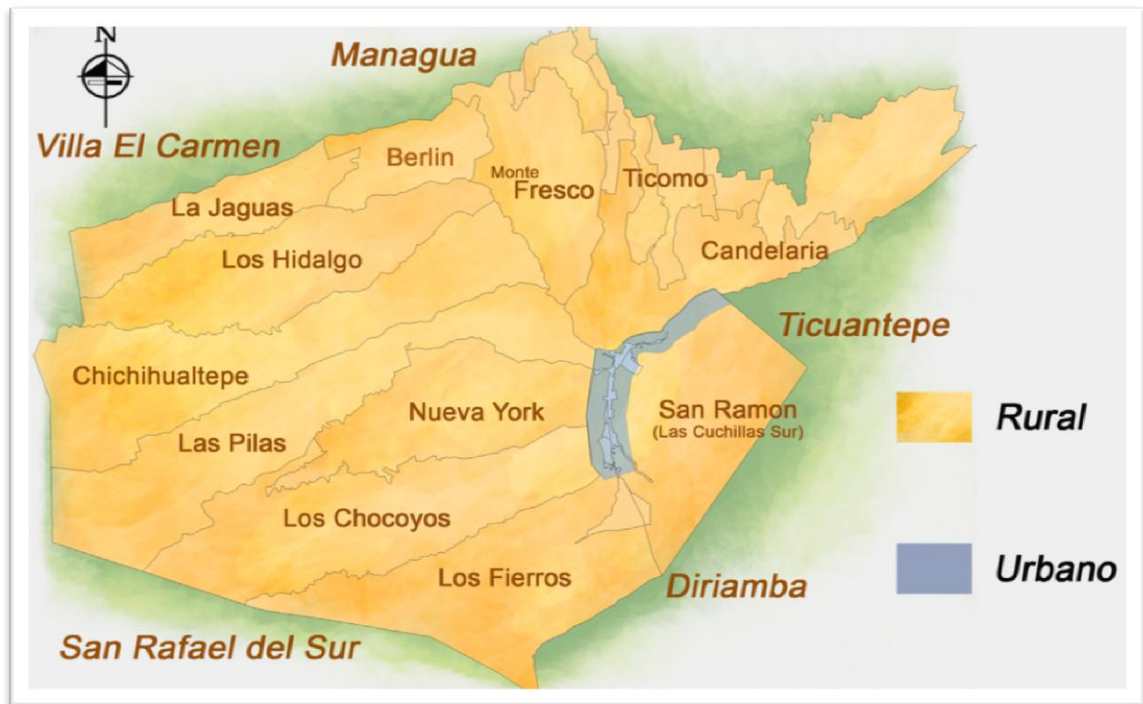 N
Managua
Villa El Carmen
Berlin
Monte
Fresco
Ticomo
La Jaguas
Los Hidalgo
Candelaria
Ticuantepe
Chichihualtepe
Nueva York
San Ramon
(Las Cuchillas Sur)
Rural
Las Pilas
Los Chocoyos
Los Fierros
Diriamba
Urbano
San Rafael del Sur